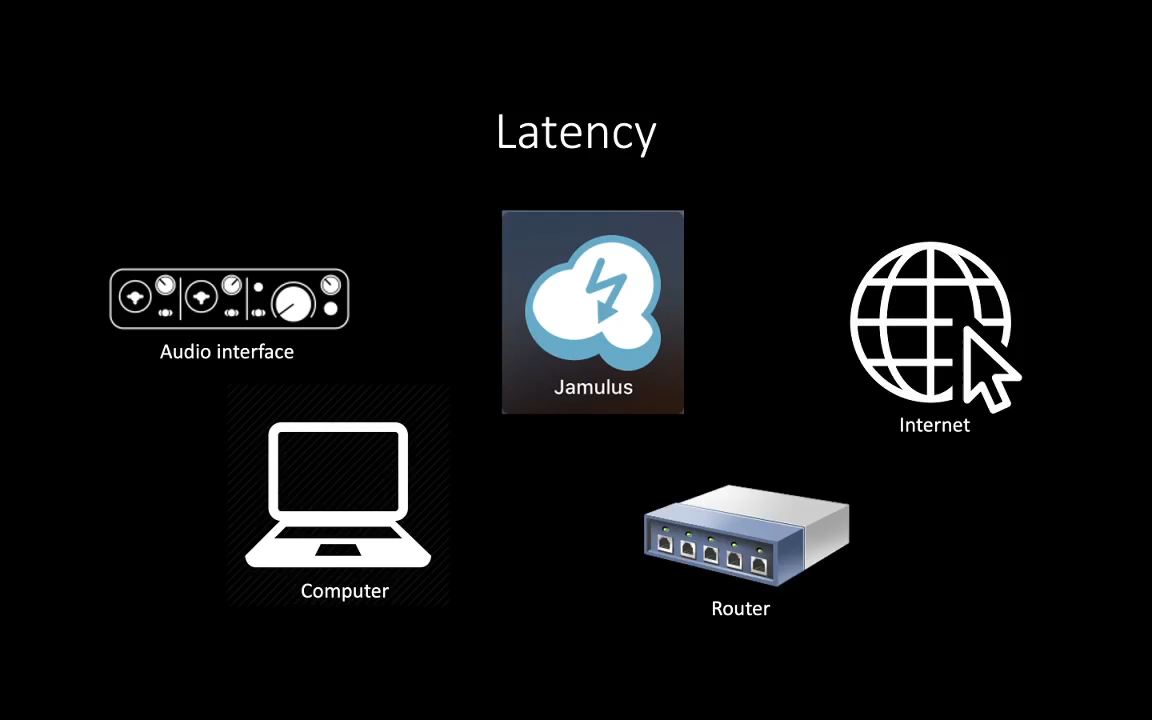 Latency
Audio interface
Jamulus
Internet
Computer
Router